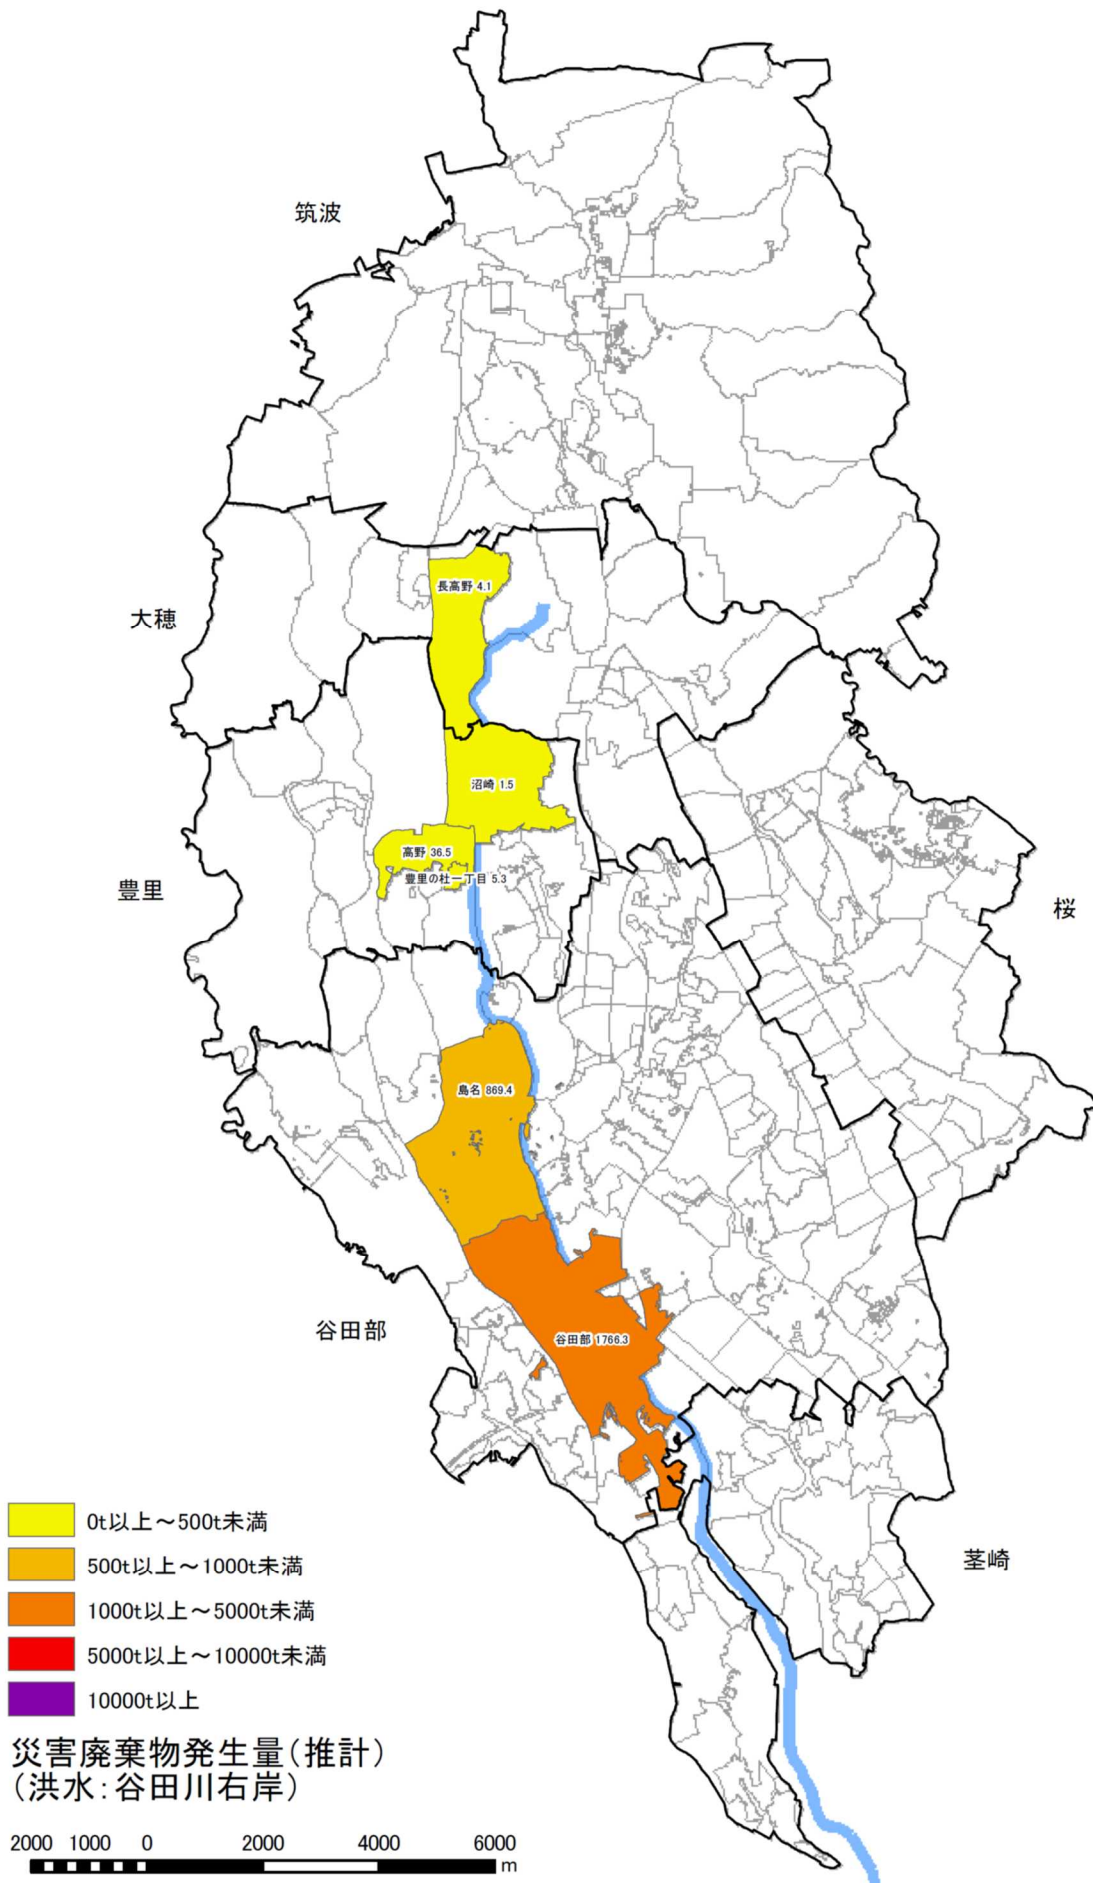 筑波
長高野 4.1
大穂
沼崎 1.5
高野 36.5
豊里の杜一丁目 5.3
豊里
桜
島名 869.4
谷田部
谷田部 1766.3
茎崎
0t以上～500t未満
500t以上～1000t未満
1000t以上～5000t未満
5000t以上～10000t未満
10000t以上
災害廃棄物発生量(推計)
(洪水:谷田川右岸)
2000 1000 0 2000 4000 6000
m